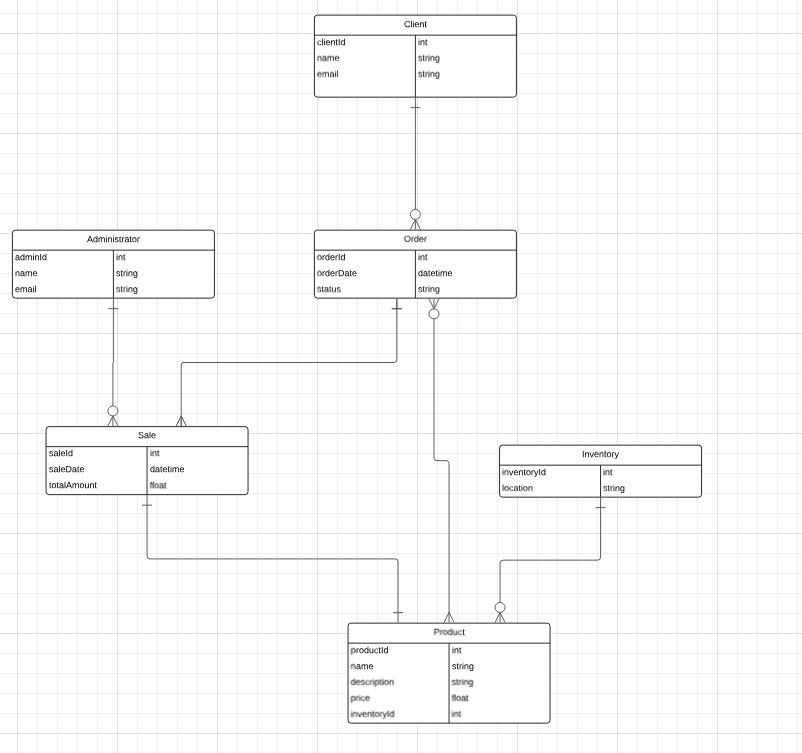 Client
clientId int
name string
email string
Administrator
adminId int
name string
email string
Order
orderId int
orderDate datetime
status string
Sale
saleId int
saleDate datetime
totalAmount float
Inventory
inventoryId int
location string
Product
productId int
name string
description string
price float
inventoryId int